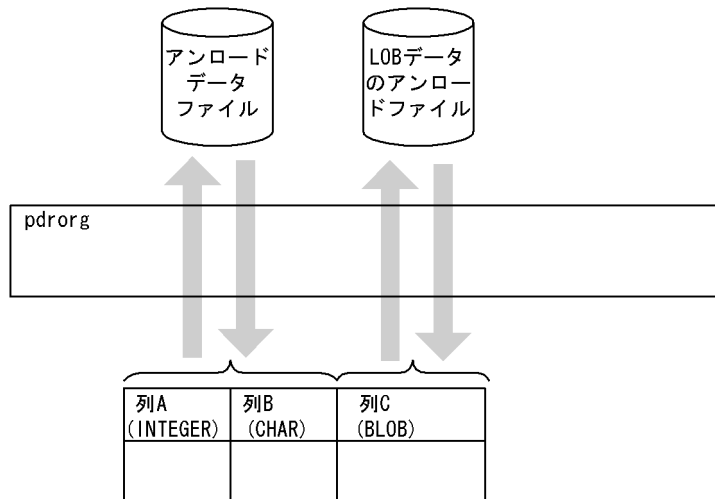 アンロード
データ
ファイル
LOBデータ
のアンロー
ドファイル
pdrorg
列A
(INTEGER)
列B
(CHAR)
列C
(BLOB)